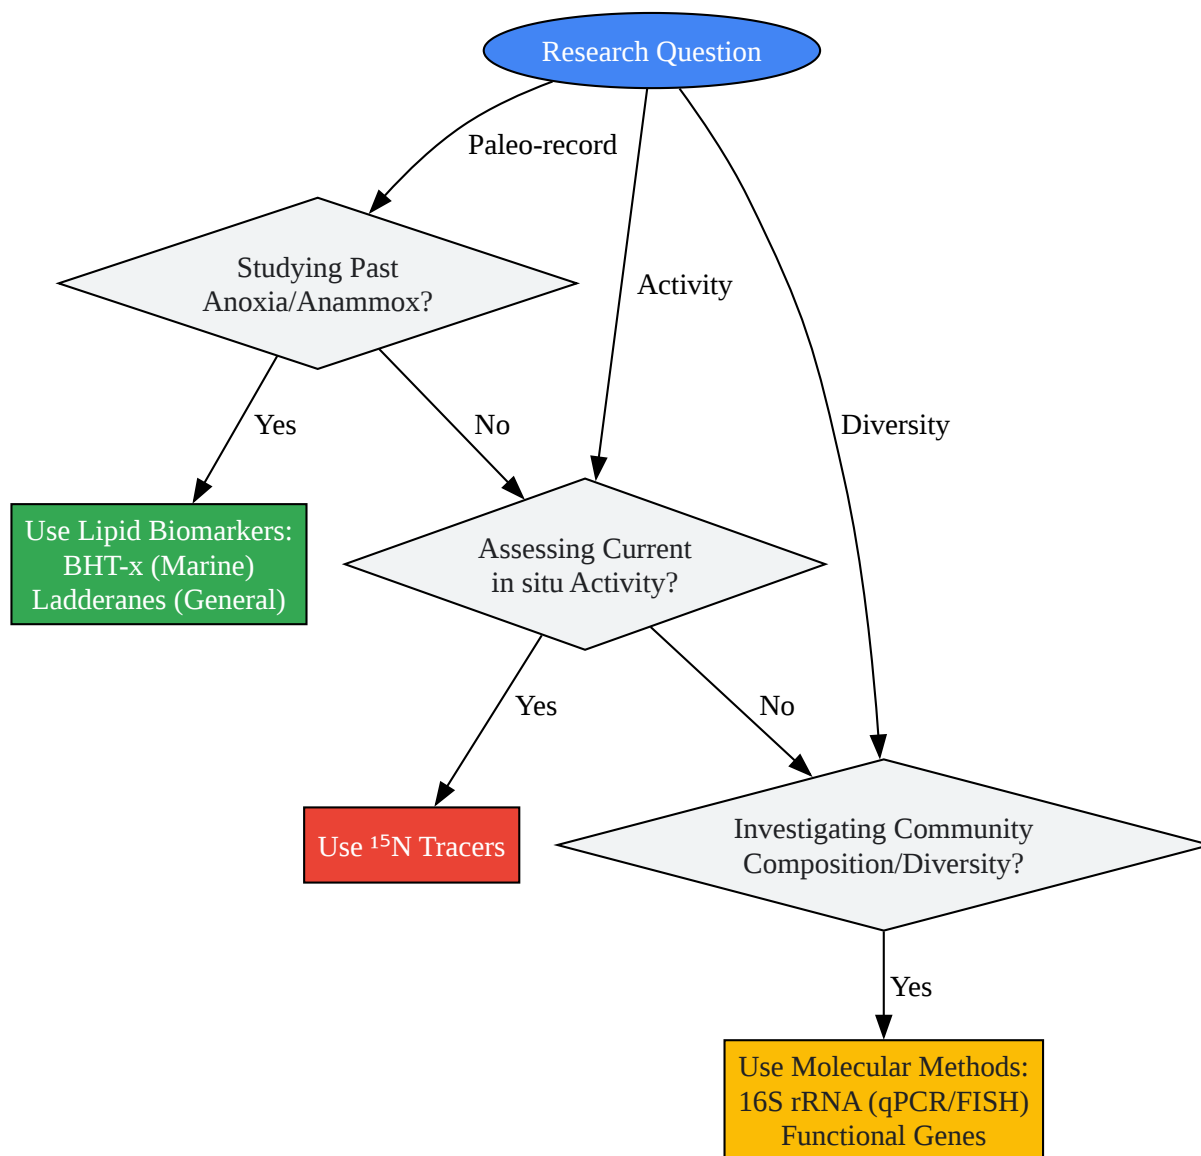 Research Question
Paleo-record
Studying Past
Anoxia/Anammox?
Activity
Diversity
Yes
No
Use Lipid Biomarkers:
BHT-x (Marine)
Ladderanes (General)
Assessing Current
in situ Activity?
Yes
No
Use ¹⁵N Tracers
Investigating Community
Composition/Diversity?
Yes
Use Molecular Methods:
16S rRNA (qPCR/FISH)
Functional Genes